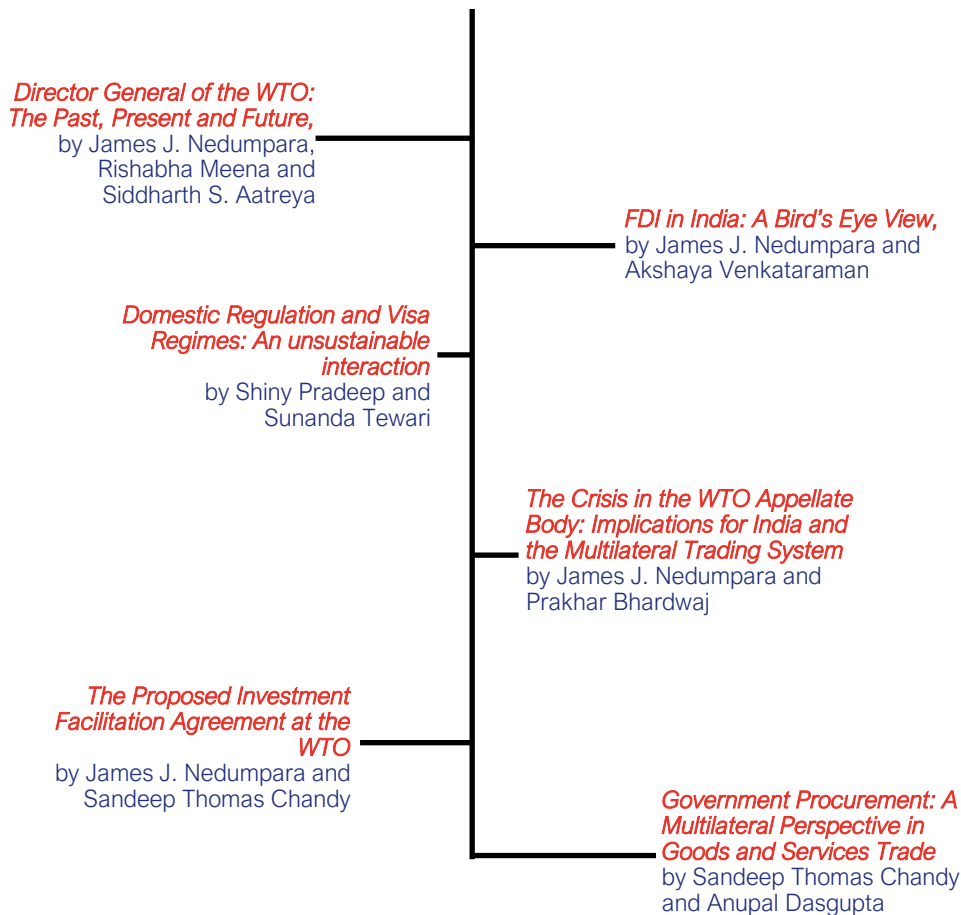 Director General of the WTO:
The Past, Present and Future,
by James J. Nedumpara,
Rishabha Meena and
Siddharth S. Aatreya
FDI in India: A Bird's Eye View,
by James J. Nedumpara and
Akshaya Venkataraman
Domestic Regulation and Visa
Regimes: An unsustainable
interaction
by Shiny Pradeep and
Sunanda Tewari
The Crisis in the WTO Appellate
Body: Implications for India and
the Multilateral Trading System
by James J. Nedumpara and
Prakhar Bhardwaj
The Proposed Investment
Facilitation Agreement at the
WTO
by James J. Nedumpara and
Sandeep Thomas Chandy
Government Procurement: A
Multilateral Perspective in
Goods and Services Trade
by Sandeep Thomas Chandy
and Anupal Dasgupta